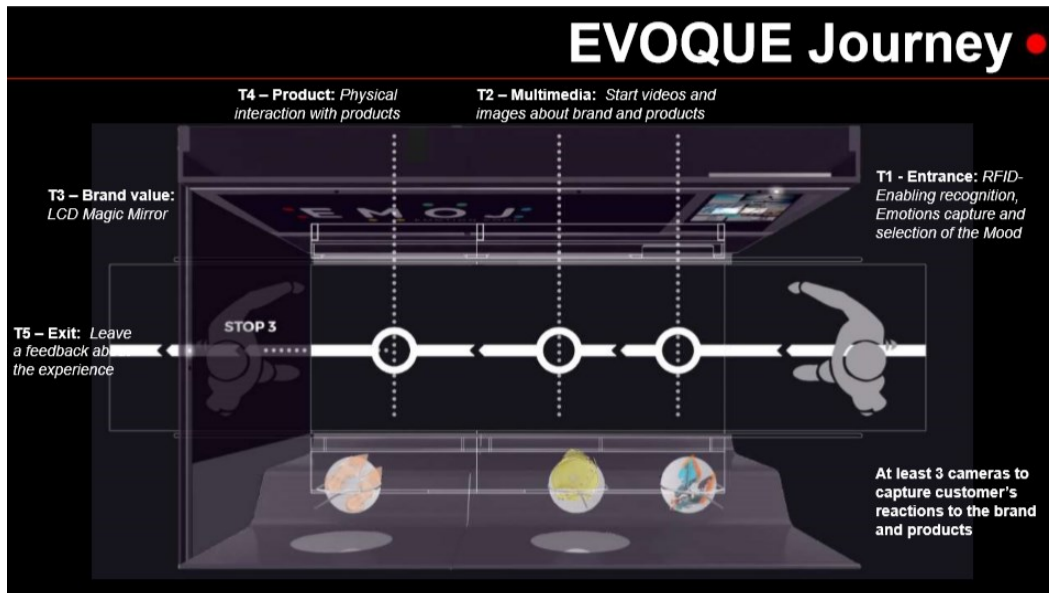 EVOQUE Journey
T4 – Product: Physical
interaction with products
T2 – Multimedia:  Start videos and
images about brand and products
T1 - Entrance: RFID-
Enabling recognition,
Emotions capture and
selection of the Mood
T3 – Brand value:
LCD Magic Mirror
EMOJ
STOP 3
T5 – Exit:  Leave
a feedback about
the experience
At least 3 cameras to
capture customer's
reactions to the brand
and products